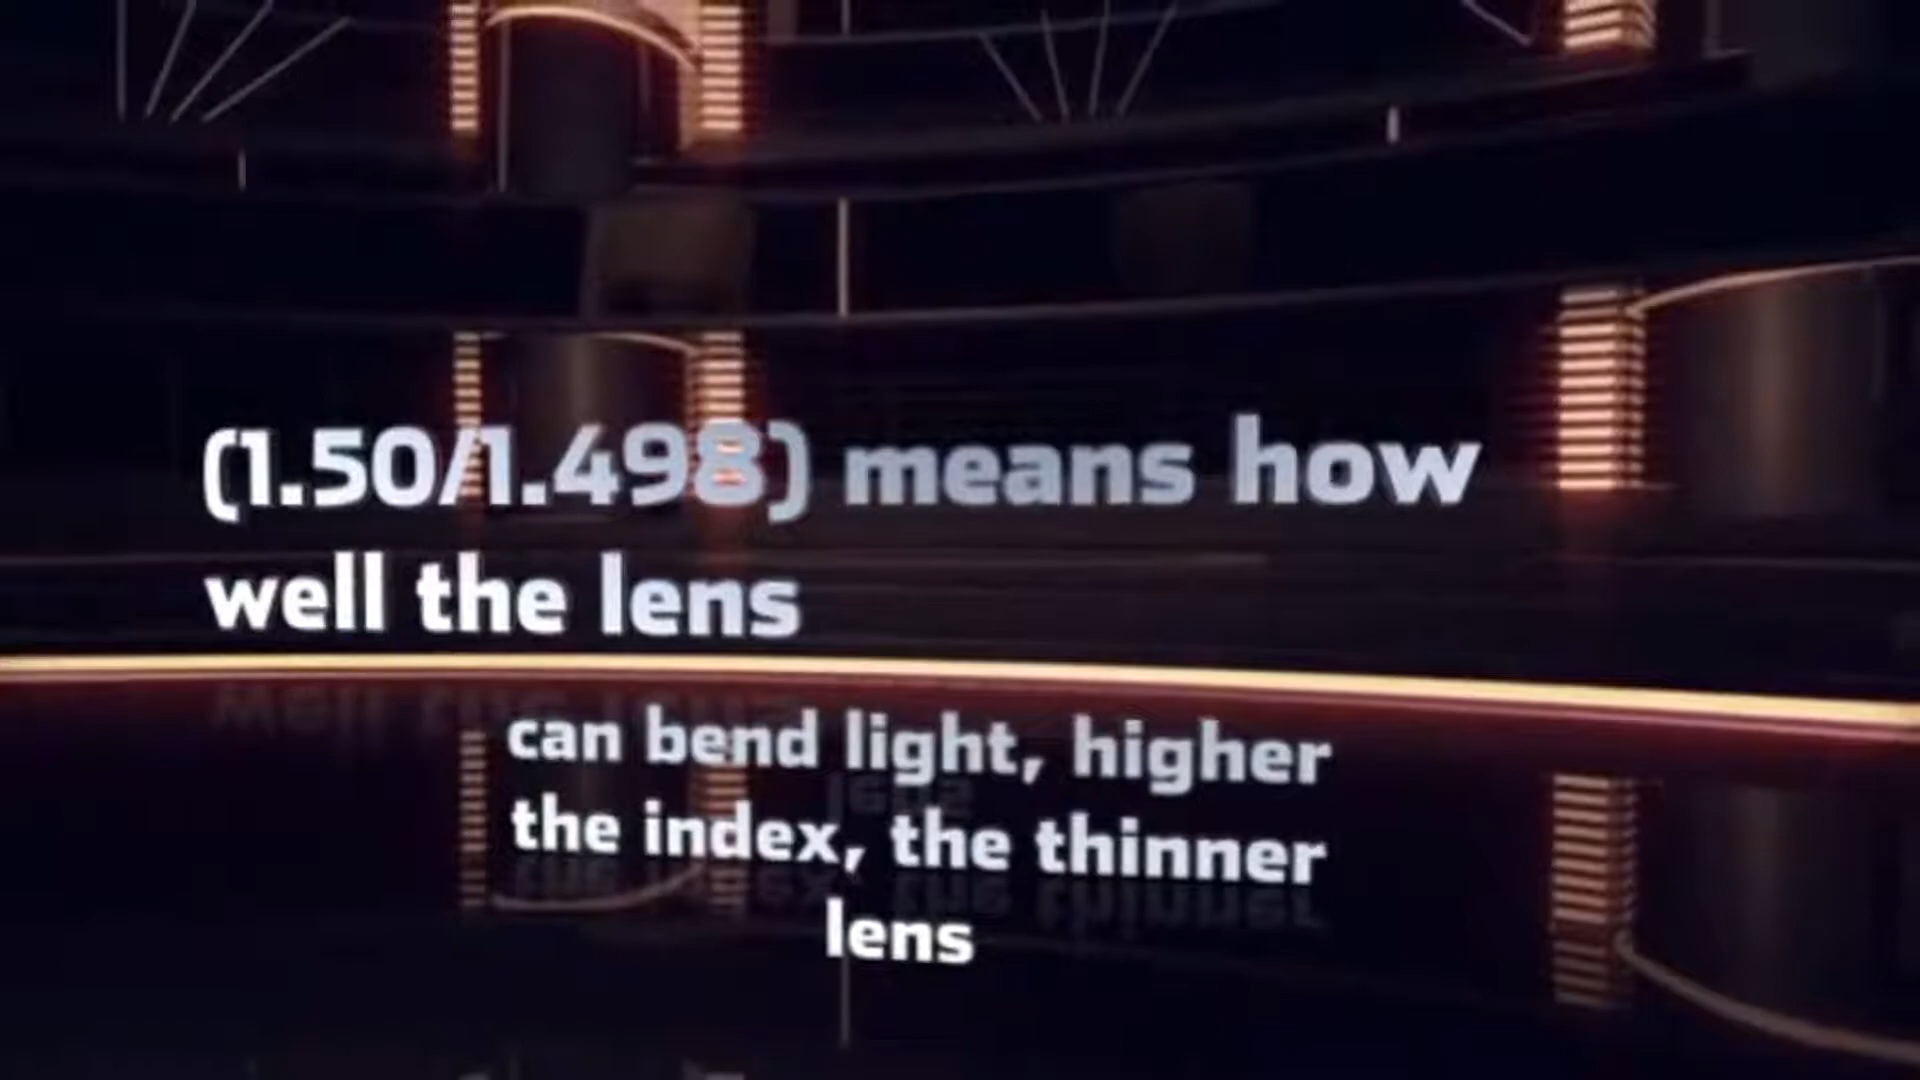 (1.50/1.498) means how
well the lens
can bend light, higher
the index, the thinner
lens